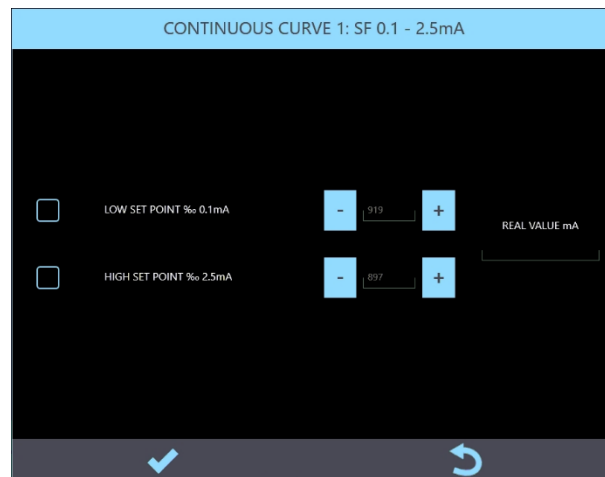 CONTINUOUS CURVE 1: SF 0.1 - 2.5mA
LOW SET POINT ‰ 0.1mA - 919 +
REAL VALUE mA
HIGH SET POINT ‰ 2.5mA - 897 +